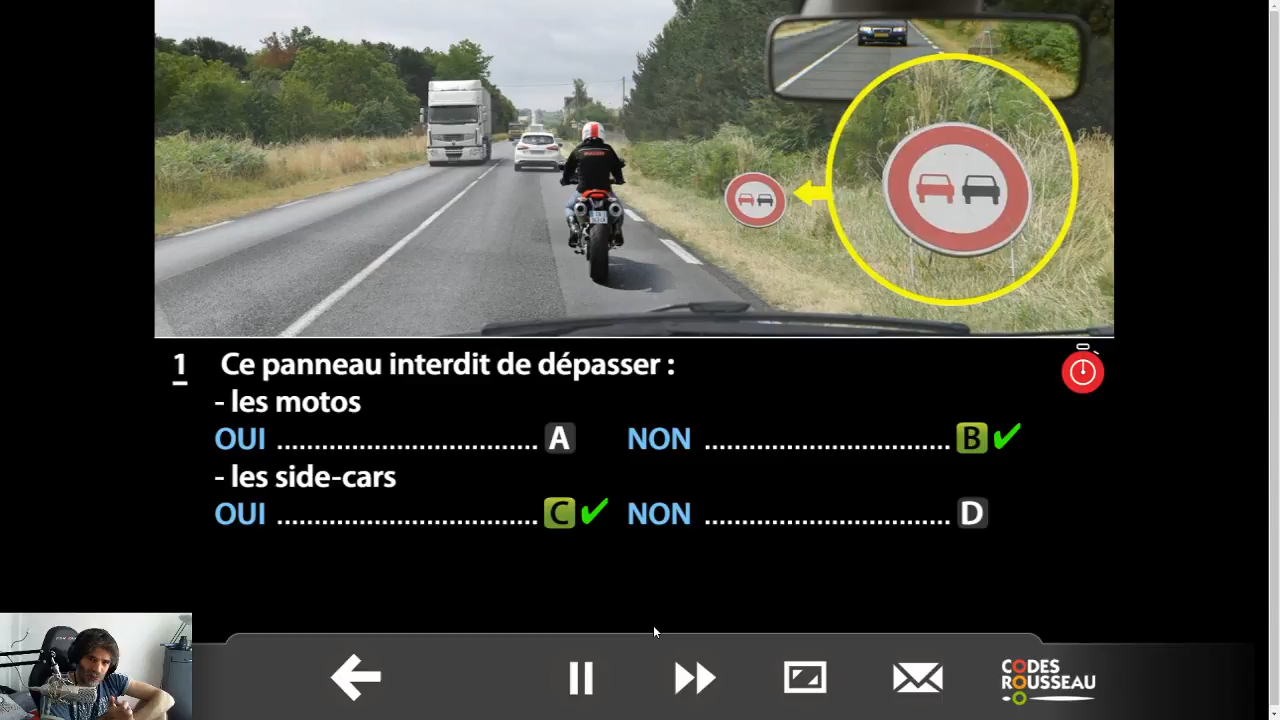 1 Ce panneau interdit de dépasser :
- les motos
OUI .................................. A NON ................................ B ✔
- les side-cars
OUI .................................. C ✔ NON ................................ D
CODES
ROUSSEAU